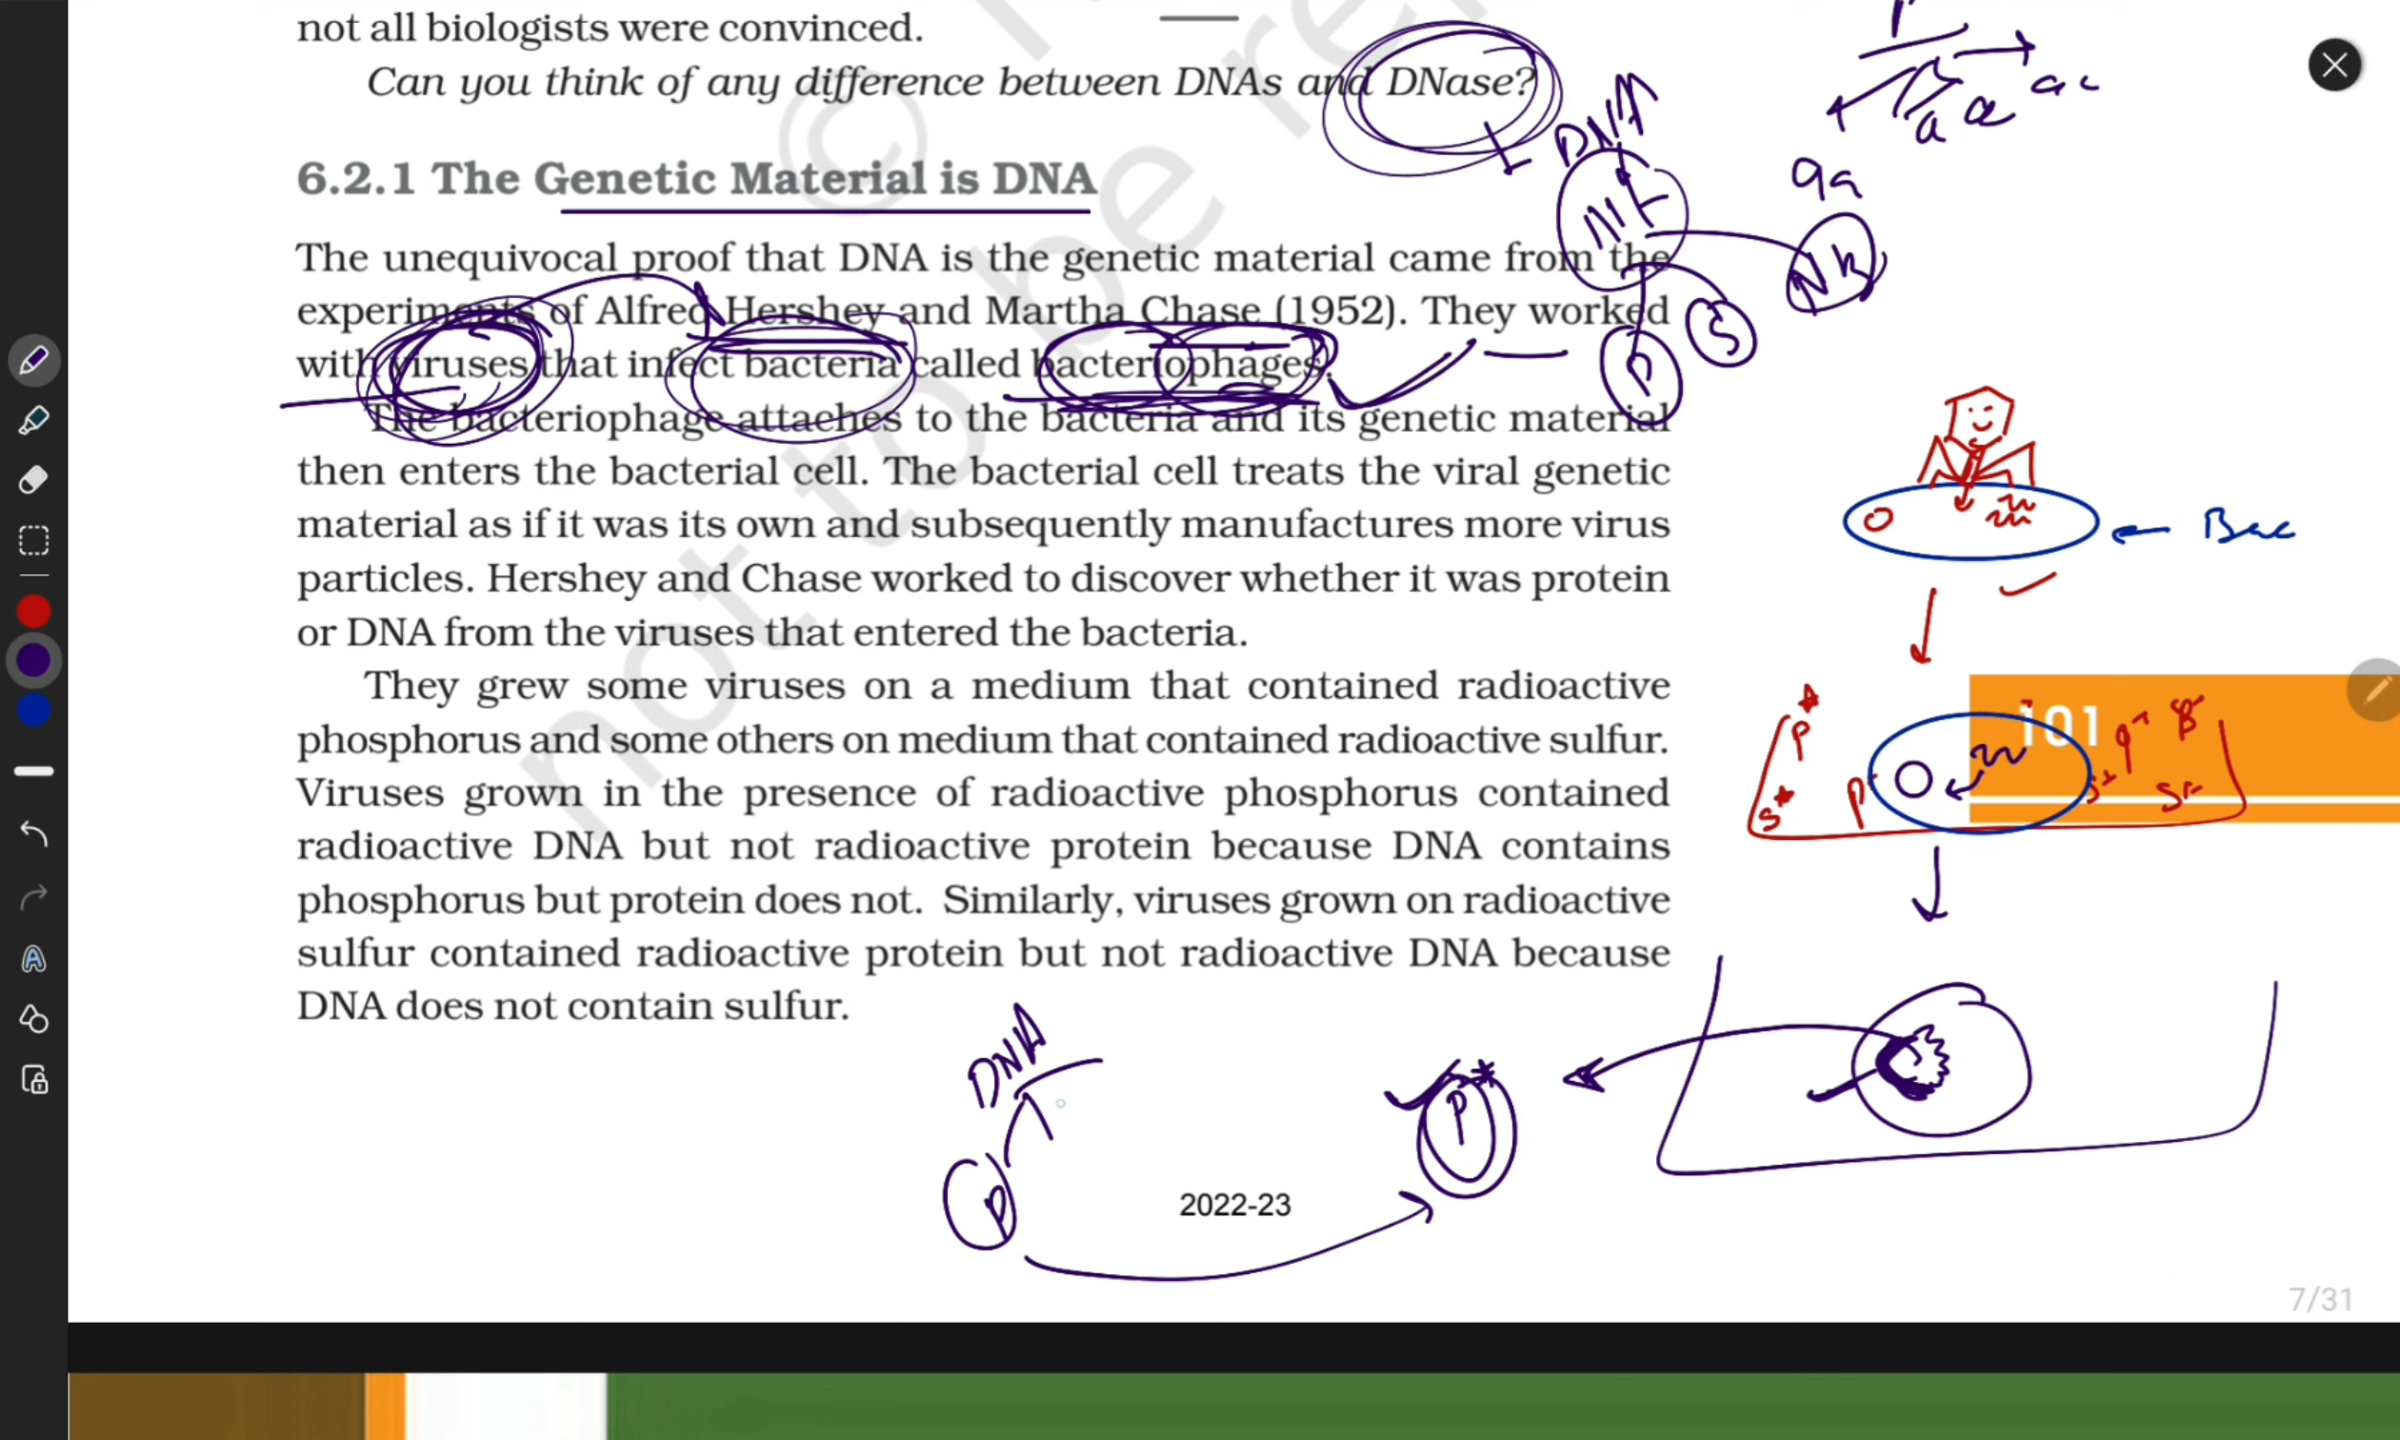 not all biologists were convinced.
Can you think of any difference between DNAs and DNase?
DNA
6.2.1 The Genetic Material is DNA
The unequivocal proof that DNA is the genetic material came from the
experiments of Alfred Hershey and Martha Chase (1952). They worked
S
with viruses that infect bacteria called bacteriophages.
P
The bacteriophage attaches to the bacteria and its genetic material
then enters the bacterial cell. The bacterial cell treats the viral genetic
material as if it was its own and subsequently manufactures more virus
Bac
particles. Hershey and Chase worked to discover whether it was protein
or DNA from the viruses that entered the bacteria.
They grew some viruses on a medium that contained radioactive
phosphorus and some others on medium that contained radioactive sulfur.
101
P*
S*
Viruses grown in the presence of radioactive phosphorus contained
radioactive DNA but not radioactive protein because DNA contains
phosphorus but protein does not. Similarly, viruses grown on radioactive
sulfur contained radioactive protein but not radioactive DNA because
DNA does not contain sulfur.
DNA
P*
P
2022-23
7/31
© not to be re